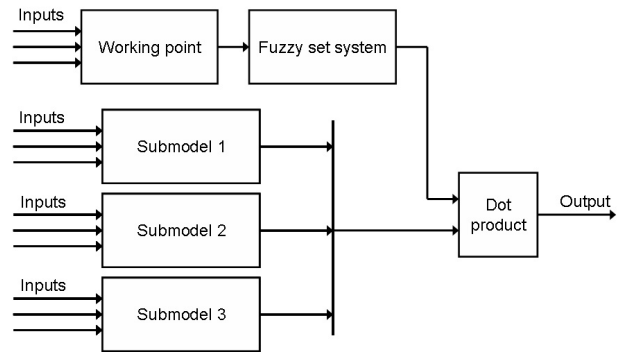 Inputs
Working point
Fuzzy set system
Inputs
Submodel 1
Inputs
Submodel 2
Inputs
Submodel 3
Dot
product
Output